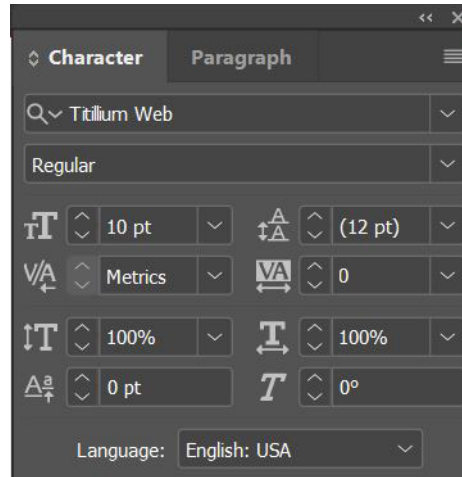 Character Paragraph
Titillium Web
Regular
10 pt (12 pt)
Metrics 0
100% 100%
0 pt 0°
Language: English: USA